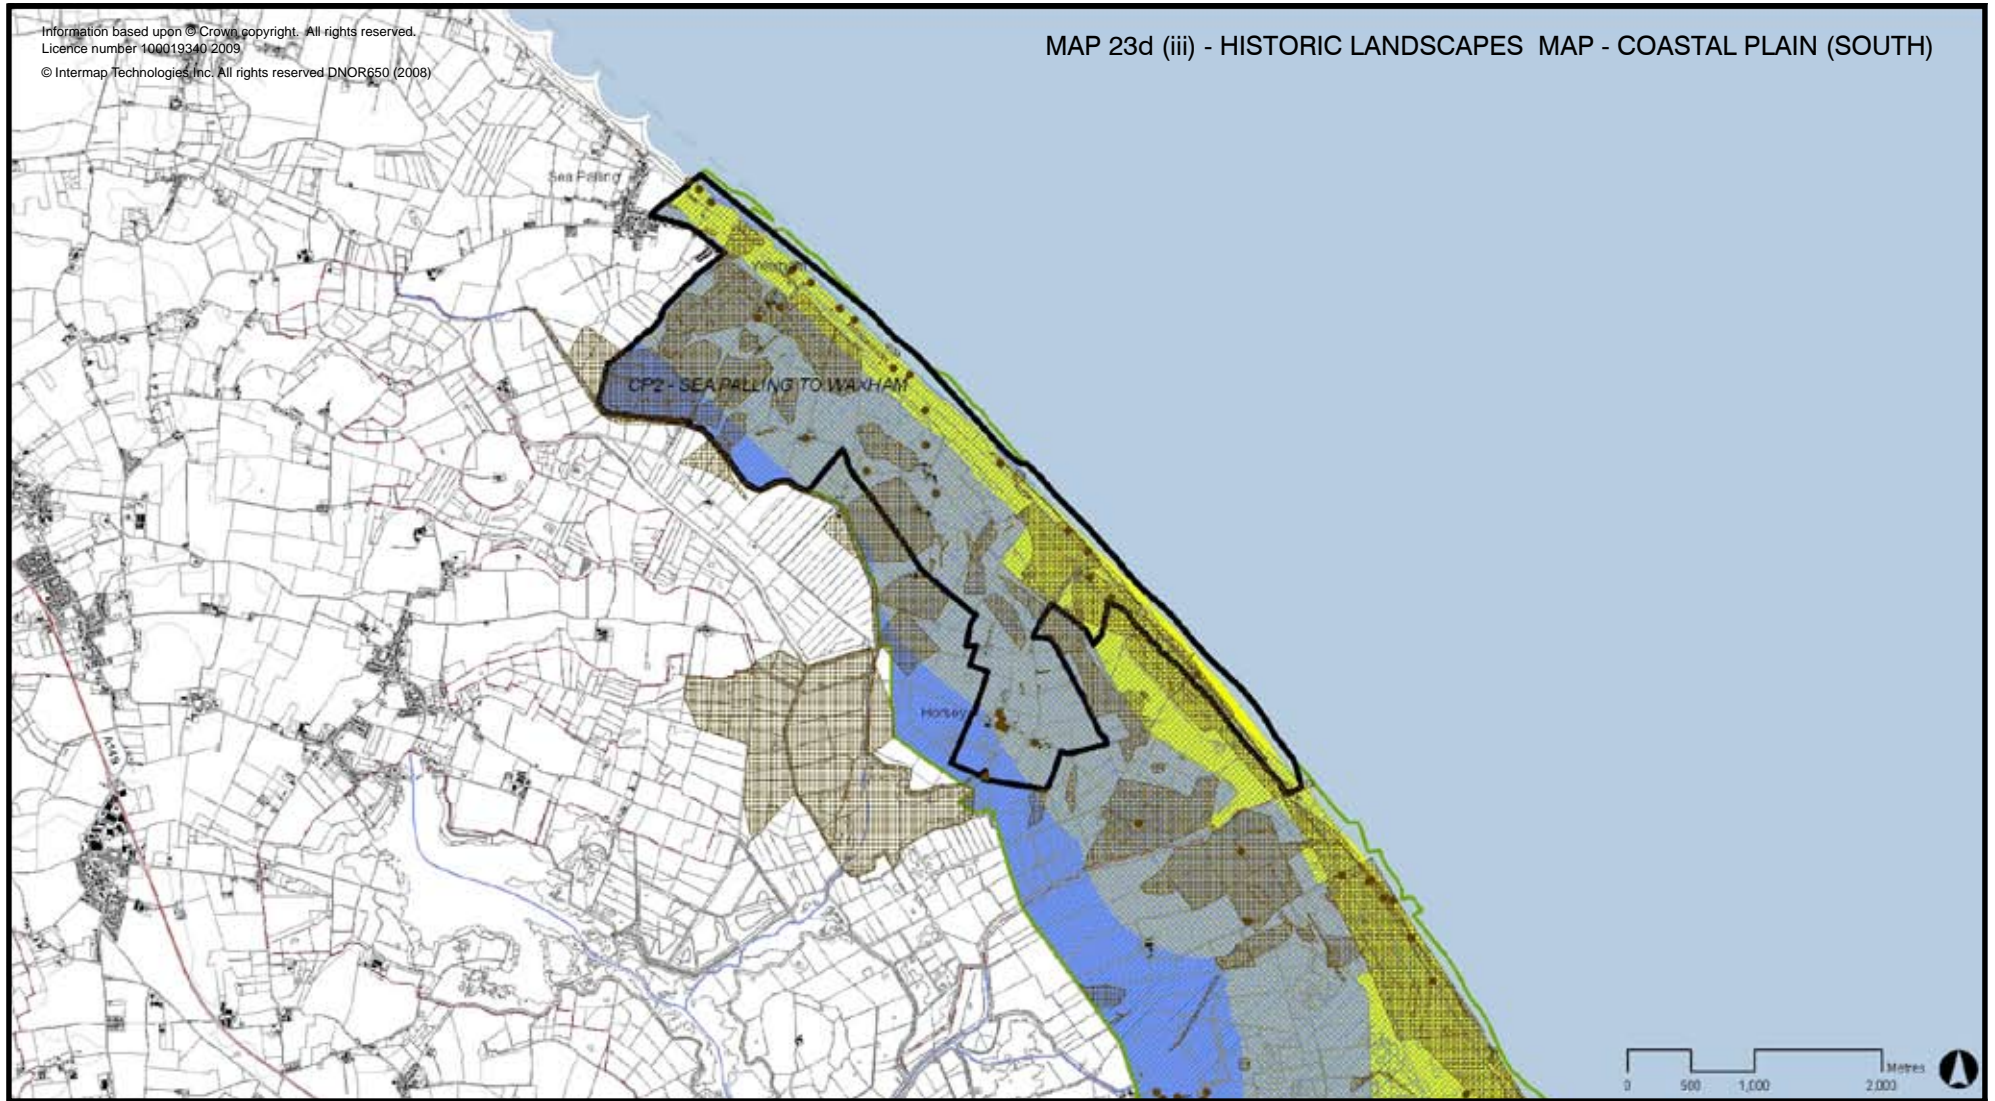 Information based upon © Crown copyright. All rights reserved.
Licence number 100019340 2009
© Intermap Technologies Inc. All rights reserved DNOR650 (2008)
MAP 23d (iii) - HISTORIC LANDSCAPES MAP - COASTAL PLAIN (SOUTH)
Sea Palling
Waxham
CP2 - SEA PALLING TO WAXHAM
Horsey
A149
Metres
0 500 1,000 2,000